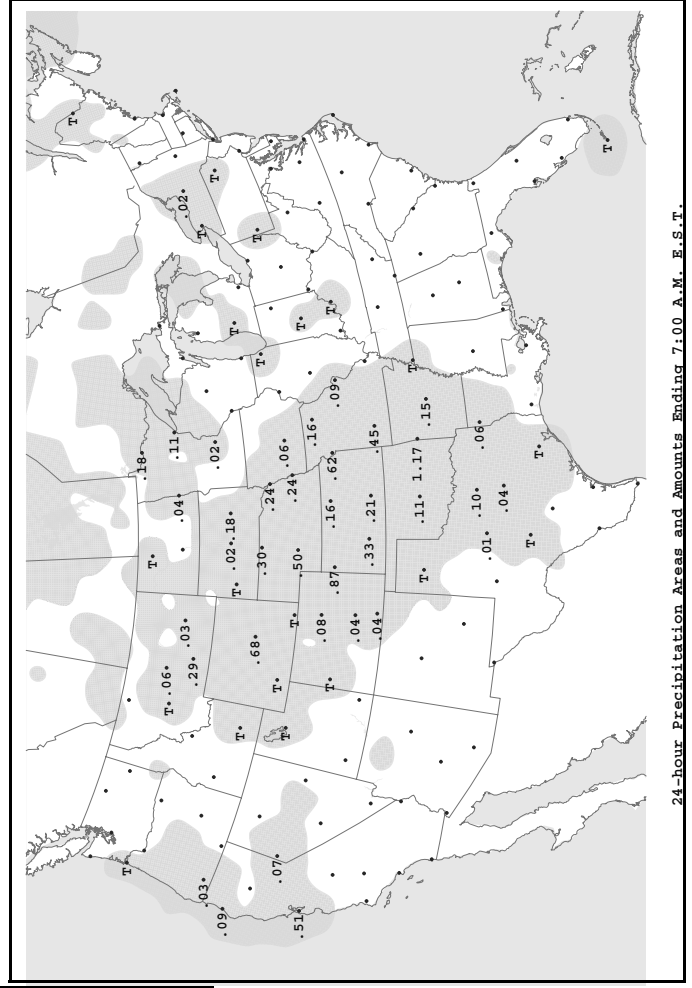 T
T
.18
T
T
.06
.11
.04
.03
.02
.29
T
.03
T
.02
.09
.02
.18
T
T
T
.68
T
T
.30
.24
.07
T
.06
T
.24
T
.50
.51
T
.16
.08
T
.16
T
.62
.87
.09
.04
.33
.21
.45
.04
T
.11
1.17
T
.15
.10
.06
.01
.04
T
T
T
24-hour Precipitation Areas and Amounts Ending 7:00 A.M. E.S.T.